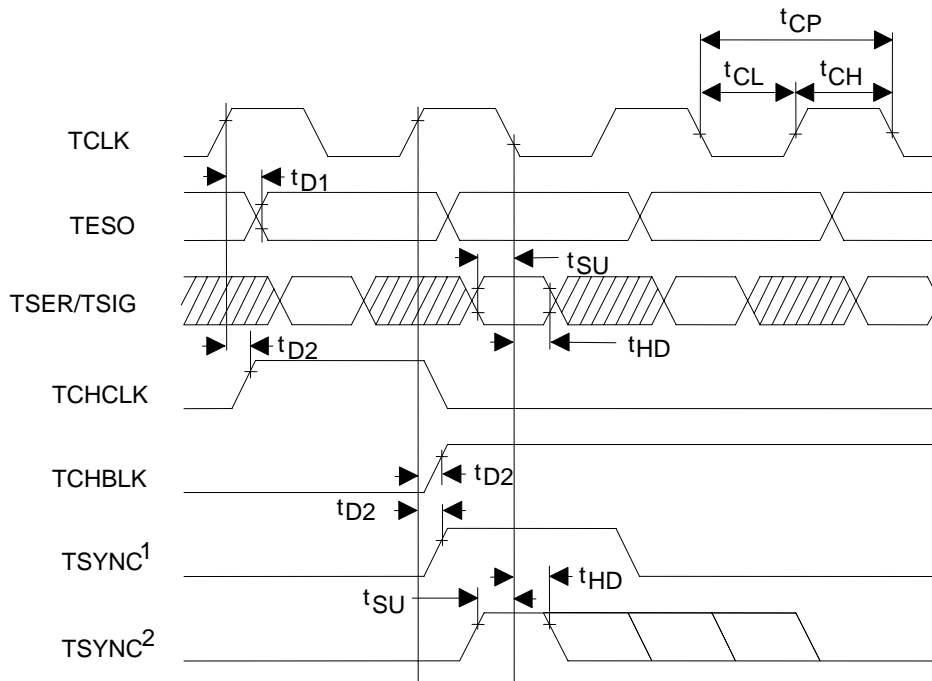 tCP
tCL tCH
TCLK
tD1
TESO
tSU
TSER/TSIG
tD2 tHD
TCHCLK
TCHBLK
tD2
tD2
TSYNC1
tHD
tSU
TSYNC2